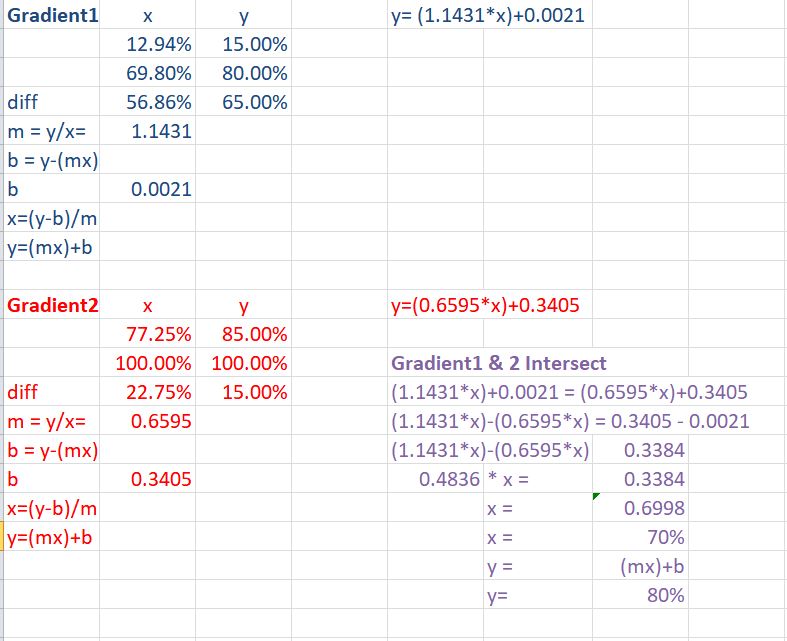 Gradient1 x y y= (1.1431*x)+0.0021
12.94% 15.00%
69.80% 80.00%
diff 56.86% 65.00%
m = y/x= 1.1431
b = y-(mx)
b 0.0021
x=(y-b)/m
y=(mx)+b
Gradient2 x y y=(0.6595*x)+0.3405
77.25% 85.00%
100.00% 100.00% Gradient1 & 2 Intersect
diff 22.75% 15.00% (1.1431*x)+0.0021 = (0.6595*x)+0.3405
m = y/x= 0.6595 (1.1431*x)-(0.6595*x) = 0.3405 - 0.0021
b = y-(mx) (1.1431*x)-(0.6595*x) 0.3384
b 0.3405 0.4836 * x = 0.3384
x=(y-b)/m x = 0.6998
y=(mx)+b x = 70%
y = (mx)+b
y= 80%